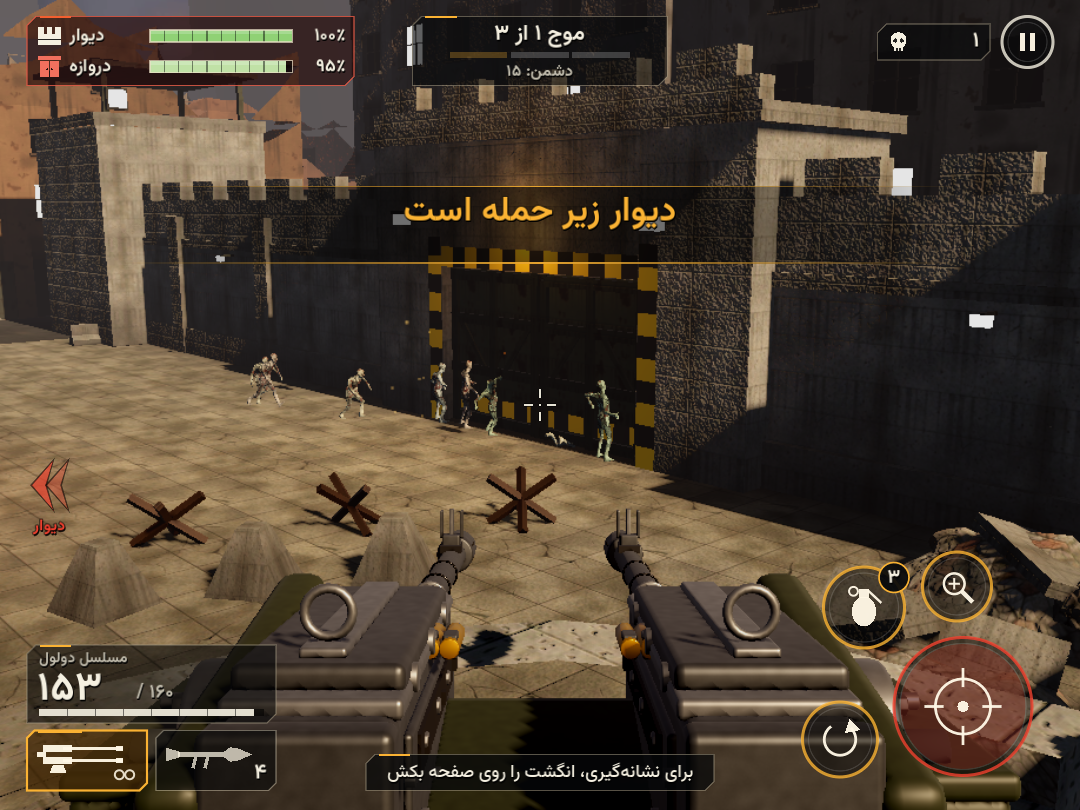 دیوار ۱۰۰٪
دروازه ۹۵٪
موج ۱ از ۳
دشمن: ۱۵
۱
دیوار زیر حمله است
دیوار
۳
مسلسل دولول
۱۵۳ / ۱۶۰
∞
۴
برای نشانه‌گیری، انگشت را روی صفحه بکش